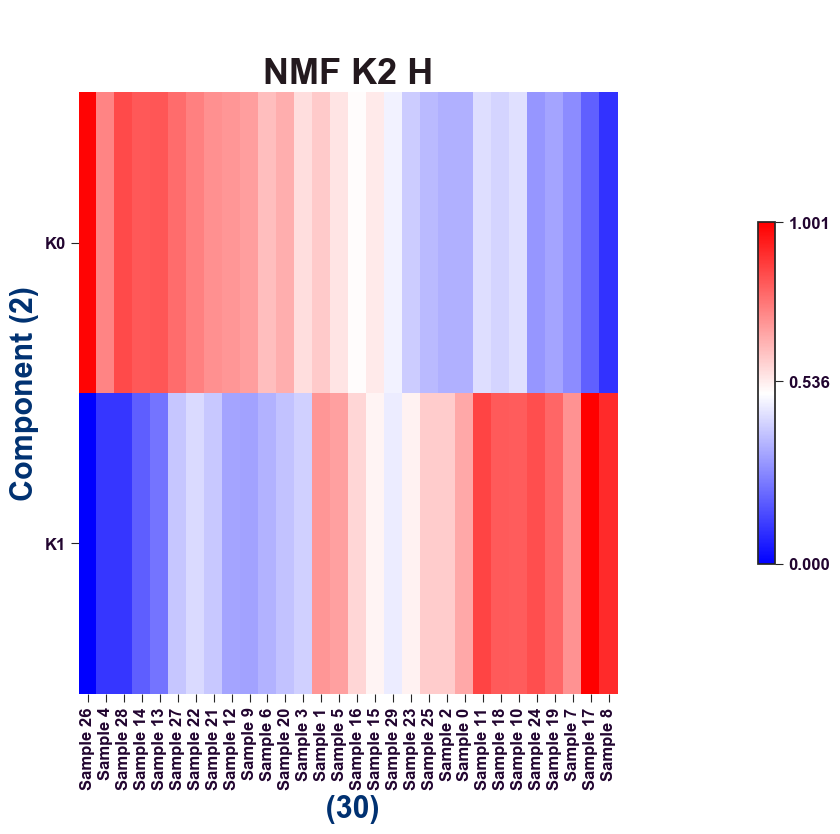 NMF K2 H
K0
K1
Component (2)
Sample 26
Sample 4
Sample 28
Sample 14
Sample 13
Sample 27
Sample 22
Sample 21
Sample 12
Sample 9
Sample 6
Sample 20
Sample 3
Sample 1
Sample 5
Sample 16
Sample 15
Sample 29
Sample 23
Sample 25
Sample 2
Sample 0
Sample 11
Sample 18
Sample 10
Sample 24
Sample 19
Sample 7
Sample 17
Sample 8
(30)
1.001
0.536
0.000